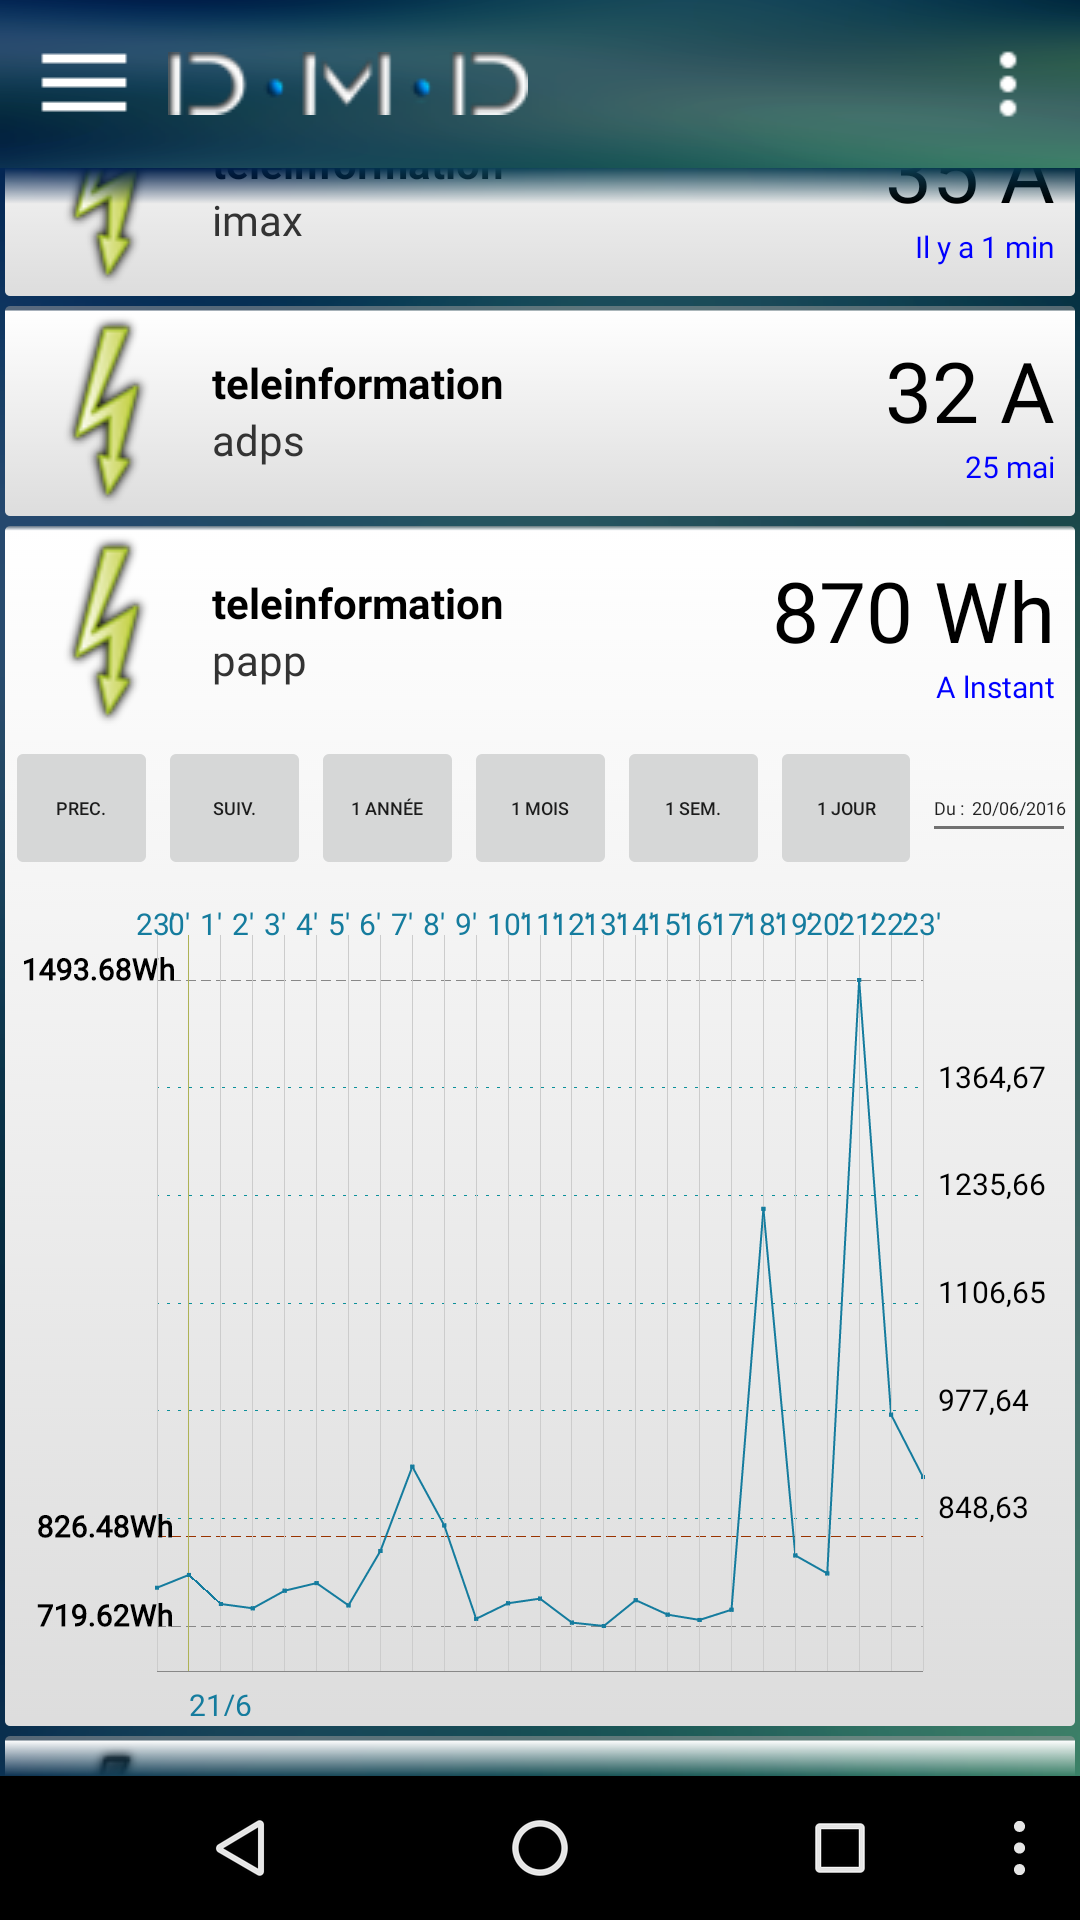 D·M·D
teleinformation
35 A
imax
Il y a 1 min
teleinformation
32 A
adps
25 mai
teleinformation
870 Wh
papp
A Instant
PREC. SUIV. 1 ANNÉE 1 MOIS 1 SEM. 1 JOUR Du : 20/06/2016
23' 0' 1' 2' 3' 4' 5' 6' 7' 8' 9' 10' 11' 12' 13' 14' 15' 16' 17' 18' 19' 20' 21' 22' 23'
1493.68Wh
1364,67
1235,66
1106,65
977,64
848,63
826.48Wh
719.62Wh
21/6